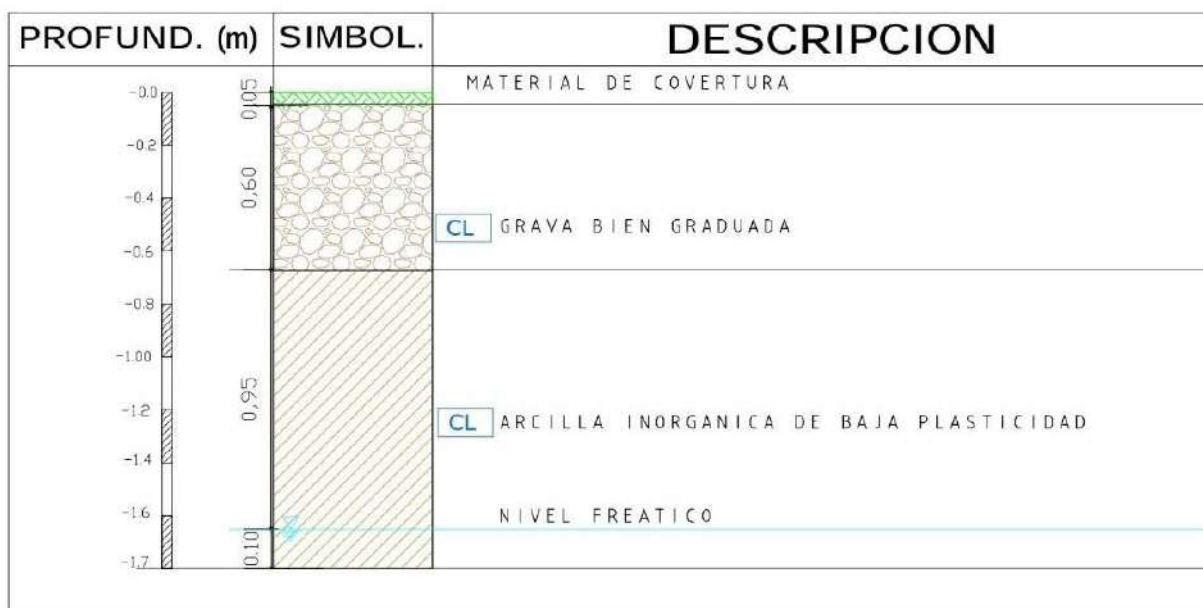 PROFUND. (m) SIMBOL. DESCRIPCION
MATERIAL DE COVERTURA
-0.0
0,05
-0.2
-0.4
0,60
CL GRAVA BIEN GRADUADA
-0.6
-0.8
-1.00
-1.2
0,95
CL ARCILLA INORGANICA DE BAJA PLASTICIDAD
-1.4
-1.6
NIVEL FREATICO
0.10
-1.7